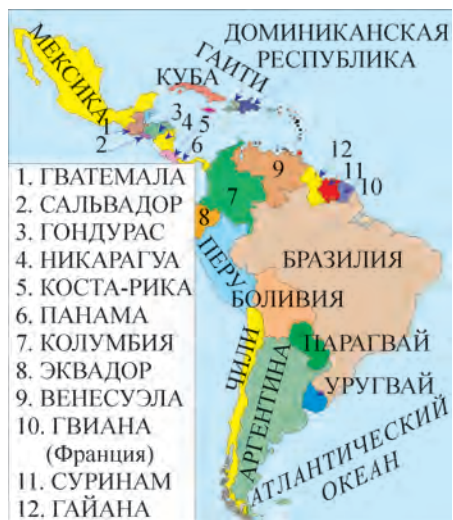 МЕКСИКА
ГАИТИ
ДОМИНИКАНСКАЯ
РЕСПУБЛИКА
КУБА
1
2
3
4
5
6
12
11
10
9
7
8
ПЕРУ
БРАЗИЛИЯ
БОЛИВИЯ
ЧИЛИ
ПАРАГВАЙ
АРГЕНТИНА
УРУГВАЙ
АТЛАНТИЧЕСКИЙ
ОКЕАН
1. ГВАТЕМАЛА
2. САЛЬВАДОР
3. ГОНДУРАС
4. НИКАРАГУА
5. КОСТА-РИКА
6. ПАНАМА
7. КОЛУМБИЯ
8. ЭКВАДОР
9. ВЕНЕСУЭЛА
10. ГВИАНА
(Франция)
11. СУРИНАМ
12. ГАЙАНА